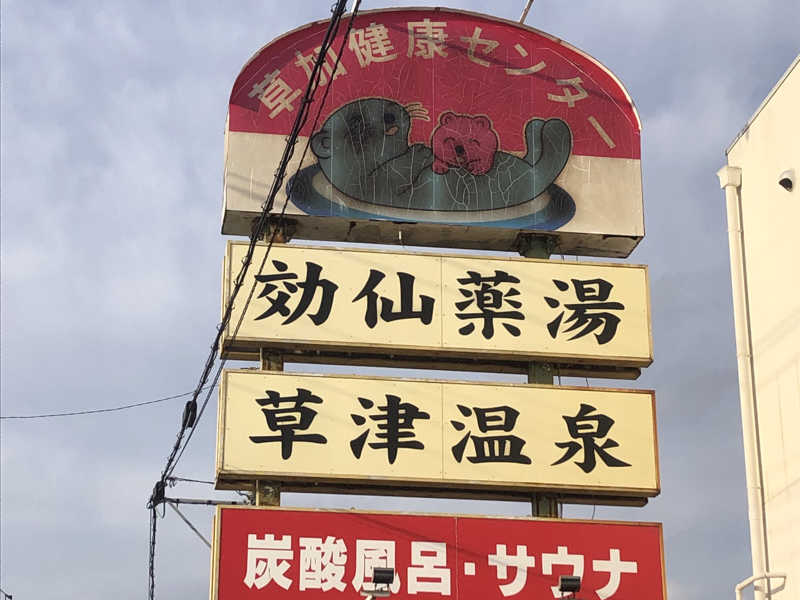 草加健康センター
効仙薬湯
草津温泉
炭酸風呂・サウナ